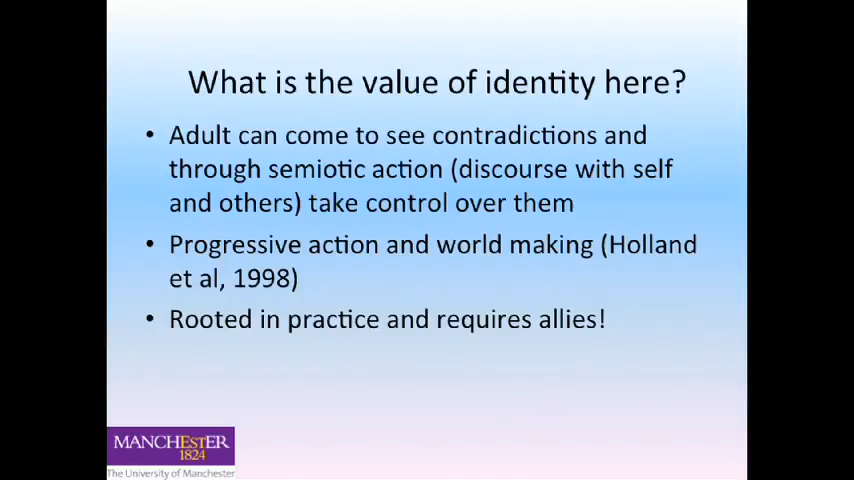 What is the value of identity here?
• Adult can come to see contradictions and
through semiotic action (discourse with self
and others) take control over them
• Progressive action and world making (Holland
et al, 1998)
• Rooted in practice and requires allies!
MANCHESTER
1824
The University of Manchester